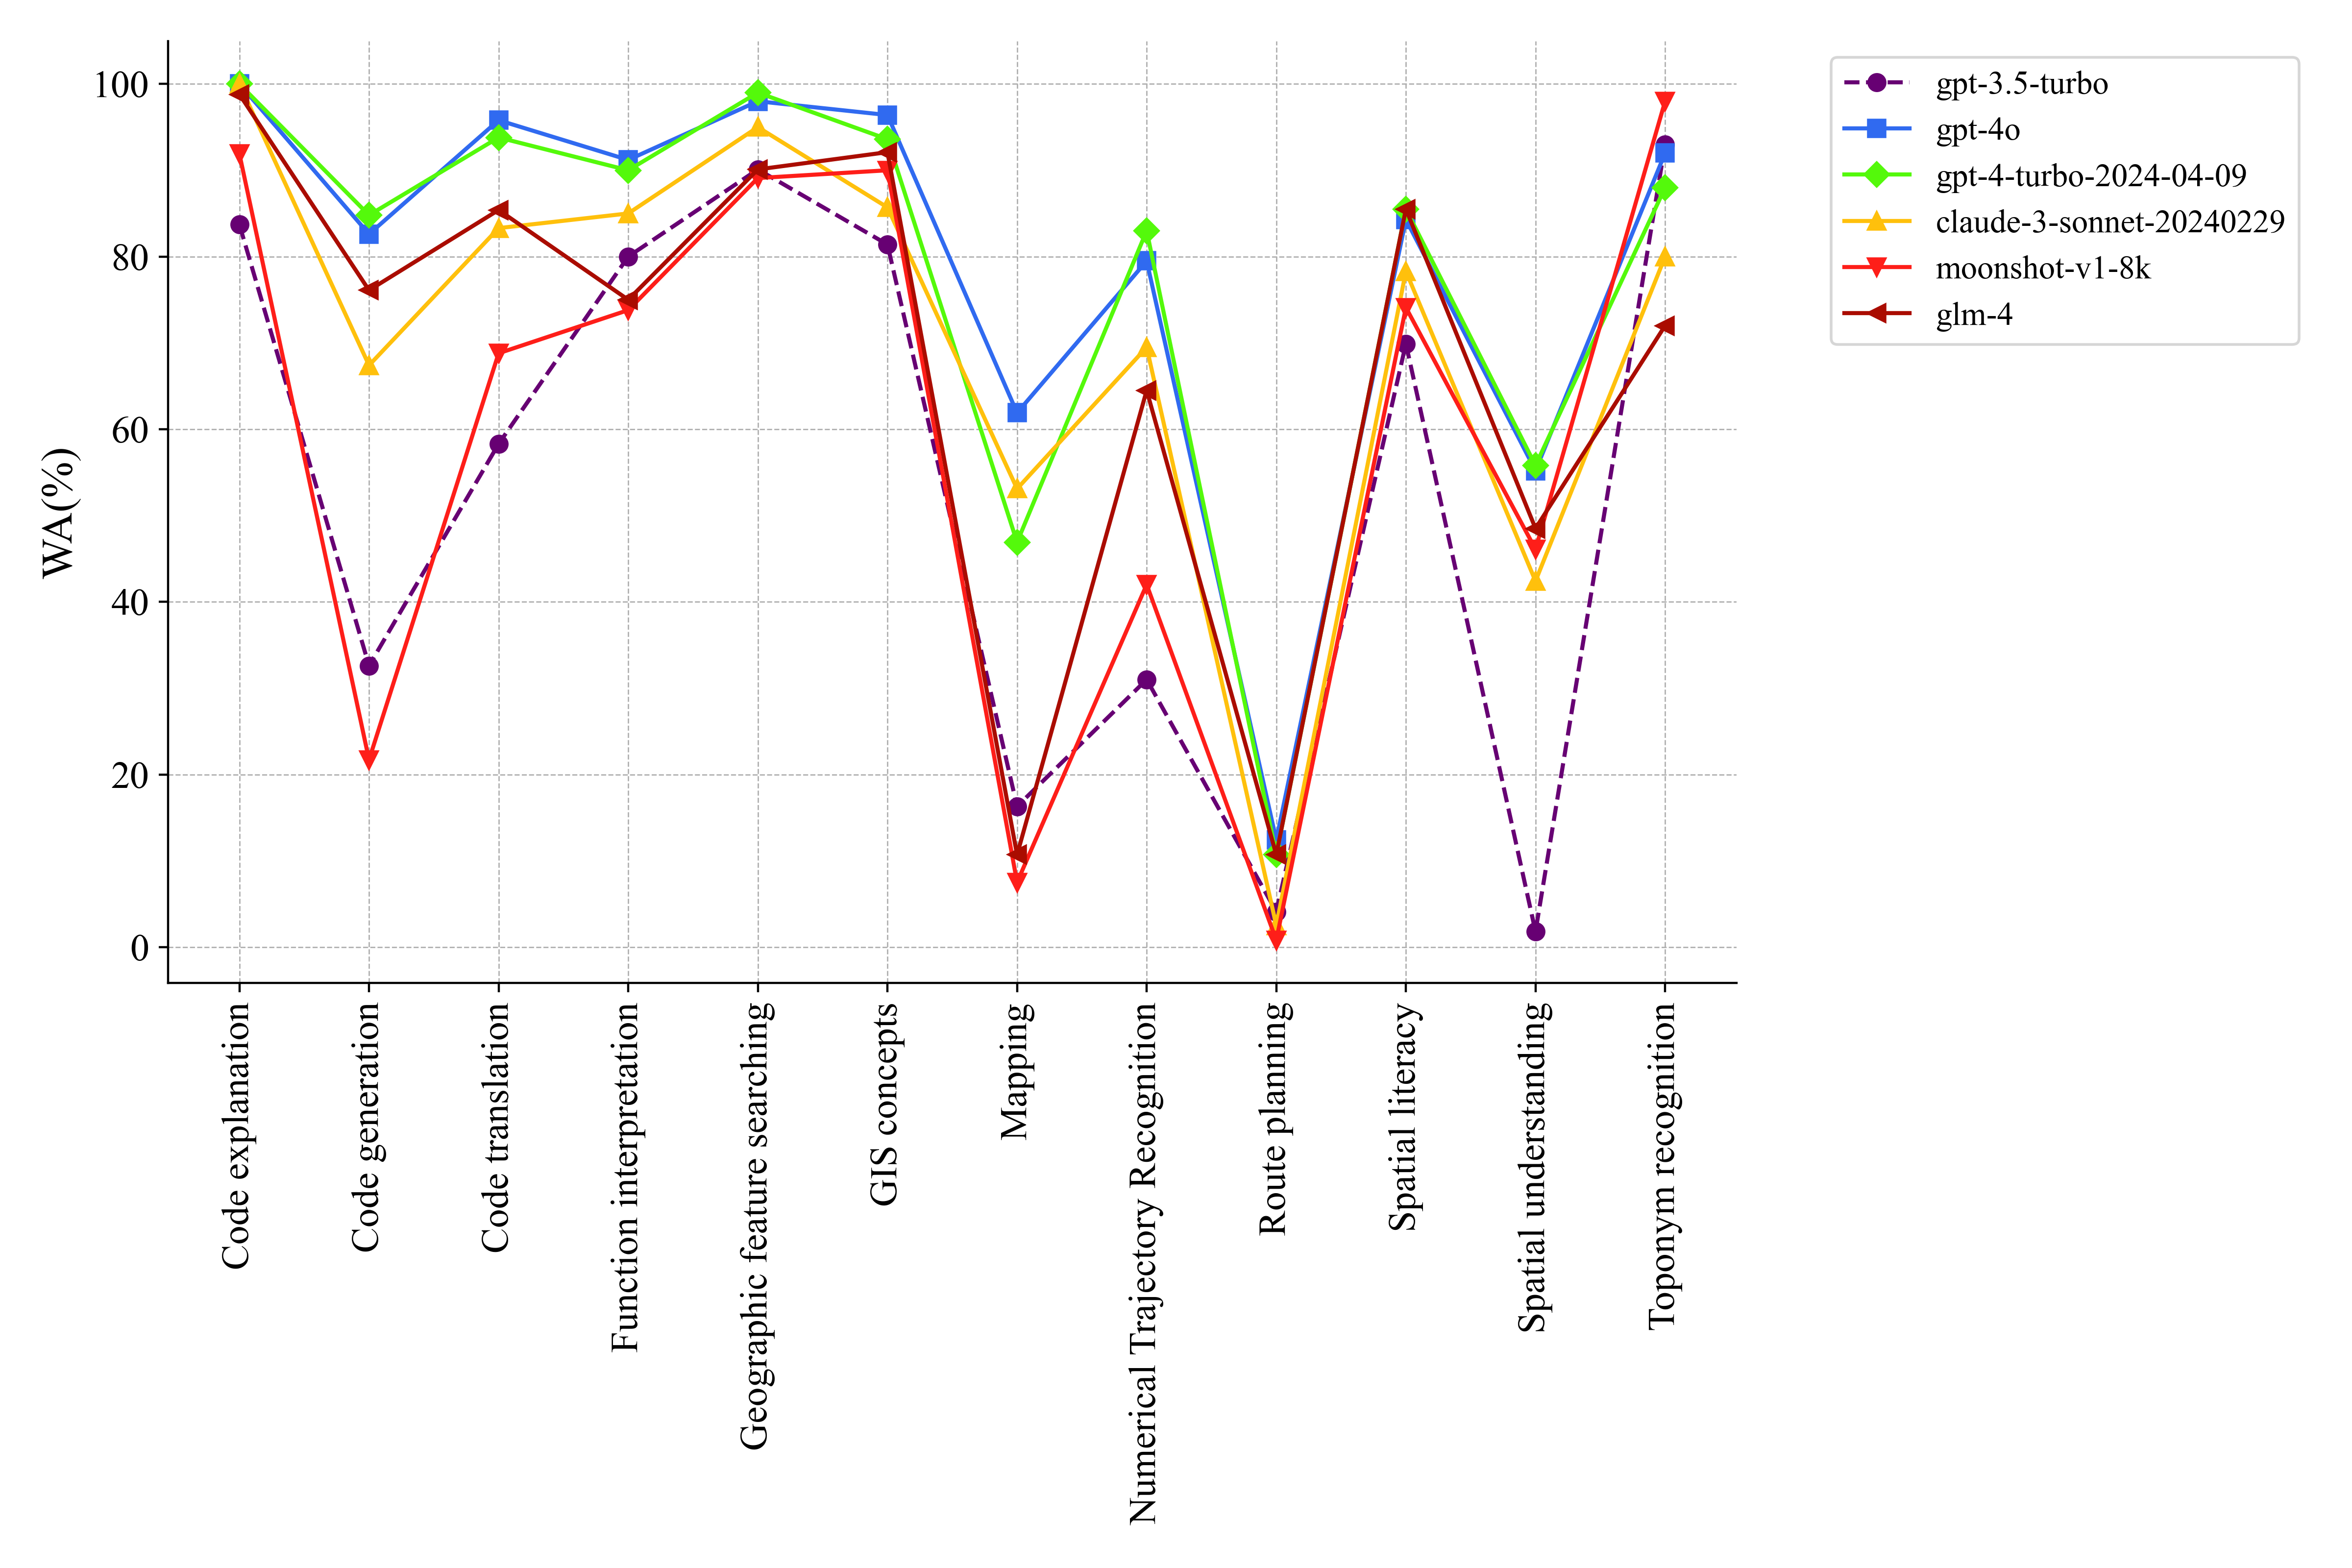 WA(%)
100
80
60
40
20
0
Code explanation
Code generation
Code translation
Function interpretation
Geographic feature searching
GIS concepts
Mapping
Numerical Trajectory Recognition
Route planning
Spatial literacy
Spatial understanding
Toponym recognition
gpt-3.5-turbo
gpt-4o
gpt-4-turbo-2024-04-09
claude-3-sonnet-20240229
moonshot-v1-8k
glm-4